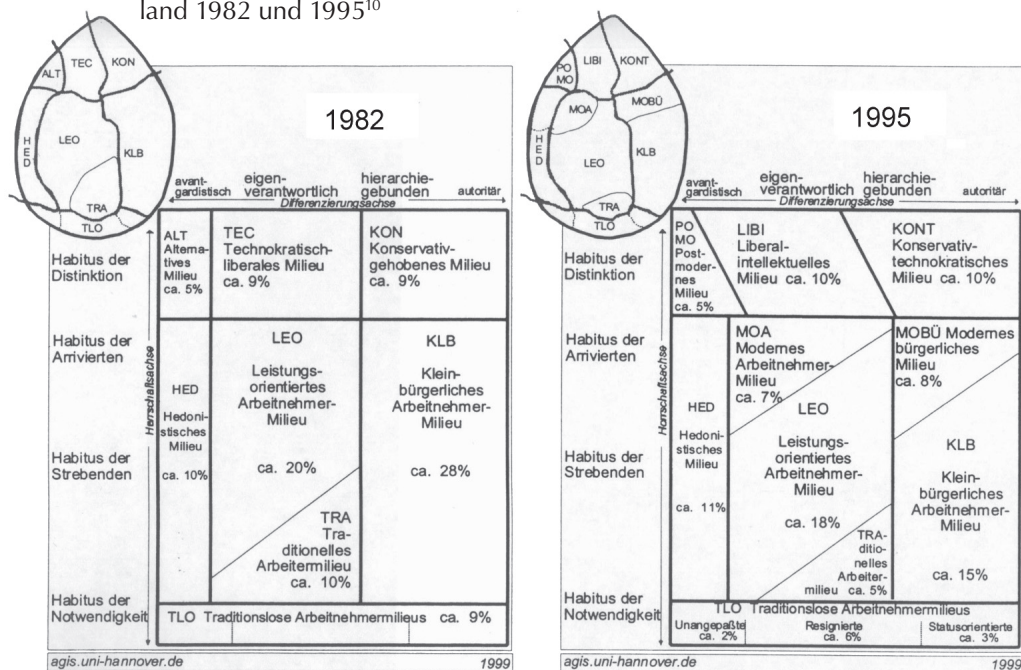 land 1982 und 1995¹⁰
ALT
TEC
KON
HED
LEO
KLB
TRA
TLO
1982
avant-
gardistisch
eigen-
verantwortlich
hierarchie-
gebunden
autoritär
Differenzierungsachse
Herrschaftsachse
Habitus der
Distinktion
Habitus der
Arrivierten
Habitus der
Strebenden
Habitus der
Notwendigkeit
ALT
Alterna-
tives
Milieu
ca. 5%
TEC
Technokratisch-
liberales Milieu
ca. 9%
KON
Konservativ-
gehobenes Milieu
ca. 9%
HED
Hedoni-
stisches
Milieu
ca. 10%
LEO
Leistungs-
orientiertes
Arbeitnehmer-
Milieu
ca. 20%
KLB
Klein-
bürgerliches
Arbeitnehmer-
Milieu
ca. 28%
TRA
Tra-
ditionelles
Arbeitermilieu
ca. 10%
TLO Traditionslose Arbeitnehmermilieus ca. 9%
agis.uni-hannover.de 1999
PO
MO
LIBI
KONT
MOA
MOBÜ
HED
LEO
KLB
TRA
TLO
1995
avant-
gardistisch
eigen-
verantwortlich
hierarchie-
gebunden
autoritär
Differenzierungsachse
Herrschaftsachse
Habitus der
Distinktion
Habitus der
Arrivierten
Habitus der
Strebenden
Habitus der
Notwendigkeit
PO
MO
Post-
moder-
nes
Milieu
ca. 5%
LIBI
Liberal-
intellektuelles
Milieu ca. 10%
KONT
Konservativ-
technokratisches
Milieu ca. 10%
MOA
Modernes
Arbeitnehmer-
Milieu
ca. 7%
MOBÜ Modernes
bürgerliches
Milieu
ca. 8%
HED
Hedoni-
stisches
Milieu
ca. 11%
LEO
Leistungs-
orientiertes
Arbeitnehmer-
Milieu
ca. 18%
KLB
Klein-
bürgerliches
Arbeitnehmer-
Milieu
ca. 15%
TRA-
ditio-
nelles
Arbeiter-
milieu ca. 5%
TLO Traditionslose Arbeitnehmermilieus
Unangepaßte
ca. 2%
Resignierte
ca. 6%
Statusorientierte
ca. 3%
agis.uni-hannover.de 1999